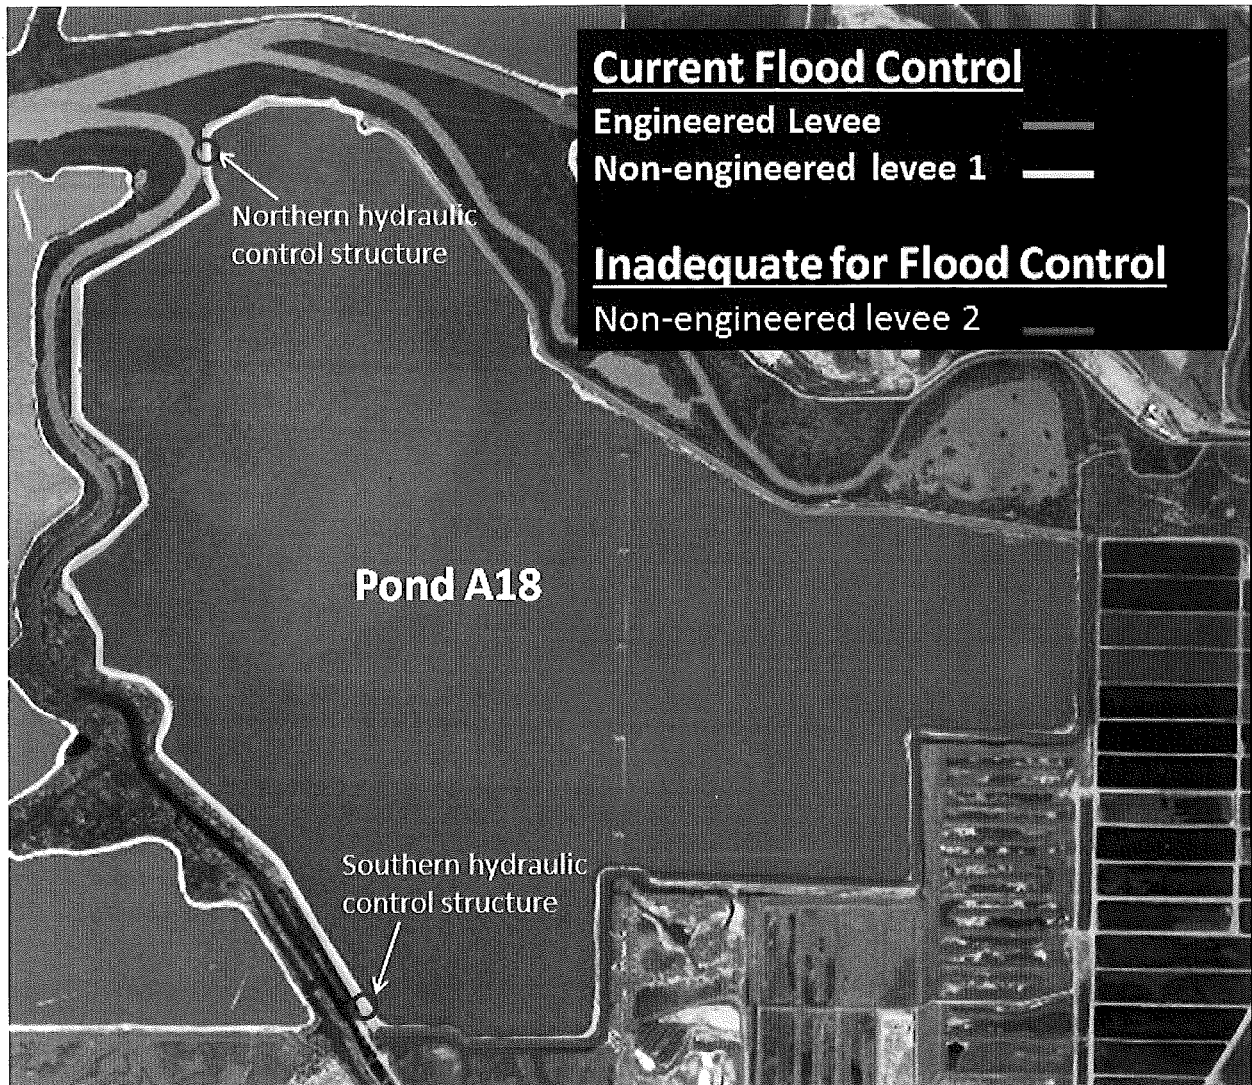 Current Flood Control
Engineered Levee
Non-engineered levee 1
Inadequate for Flood Control
Non-engineered levee 2
Northern hydraulic
control structure
Pond A18
Southern hydraulic
control structure